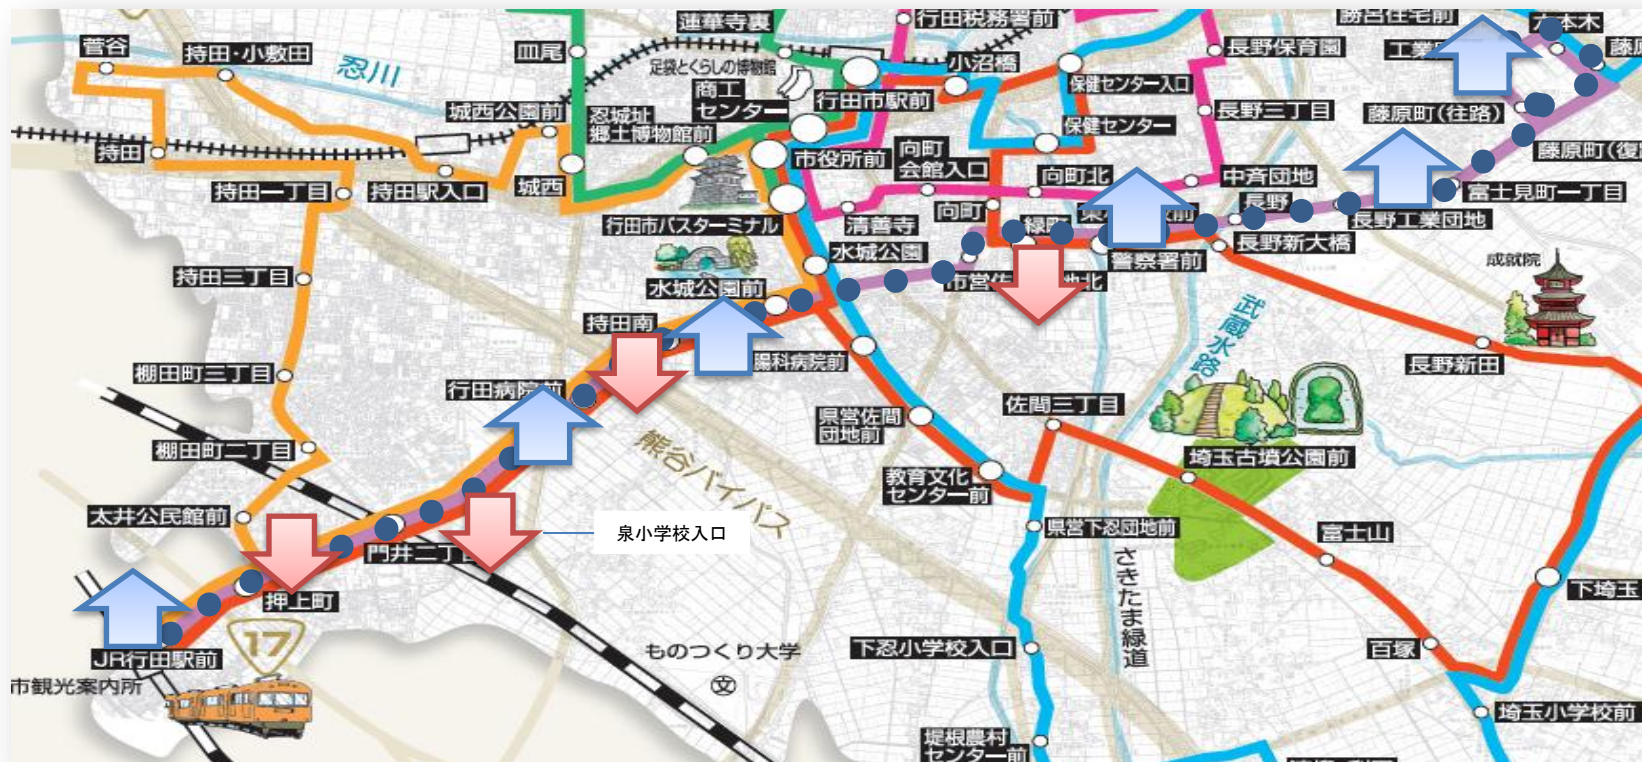 蓮華寺裏
行田税務署前
勝呂住宅前
六本木
菅谷
持田・小敷田
忍川
皿尾
足袋とくらしの博物館
小沼橋
長野保育園
工業
藤原
城西公園前
忍城址
郷土博物館前
商工
センター
行田市駅前
保健センター入口
保健センター
長野三丁目
藤原町(往路)
藤原町(復
持田
持田一丁目
持田駅入口
城西
市役所前
向町
会館入口
向町北
中斉団地
富士見町一丁目
行田市バスターミナル
清善寺
向町
緑町
前
長野
長野工業団地
水城公園
市営佐
地北
警察署前
長野新大橋
成就院
持田三丁目
水城公園前
武蔵水路
持田南
腸科病院前
長野新田
棚田町三丁目
行田病院前
佐間三丁目
県営佐間
団地前
熊谷バイパス
棚田町二丁目
教育文化
センター前
埼玉古墳公園前
太井公民館前
門井二丁目
泉小学校入口
県営下忍団地前
富士山
さきたま緑道
押上町
下埼玉
17
JR行田駅前
ものつくり大学
文
下忍小学校入口
百塚
市観光案内所
埼玉小学校前
堤根農村
センター前